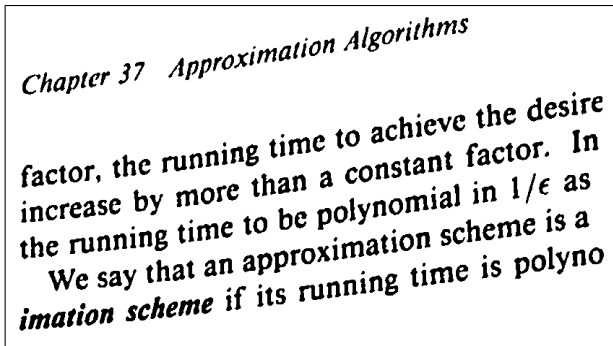 Chapter 37 Approximation Algorithms
factor, the running time to achieve the desire
increase by more than a constant factor. In
the running time to be polynomial in 1/ϵ as
We say that an approximation scheme is a
imation scheme if its running time is polyno